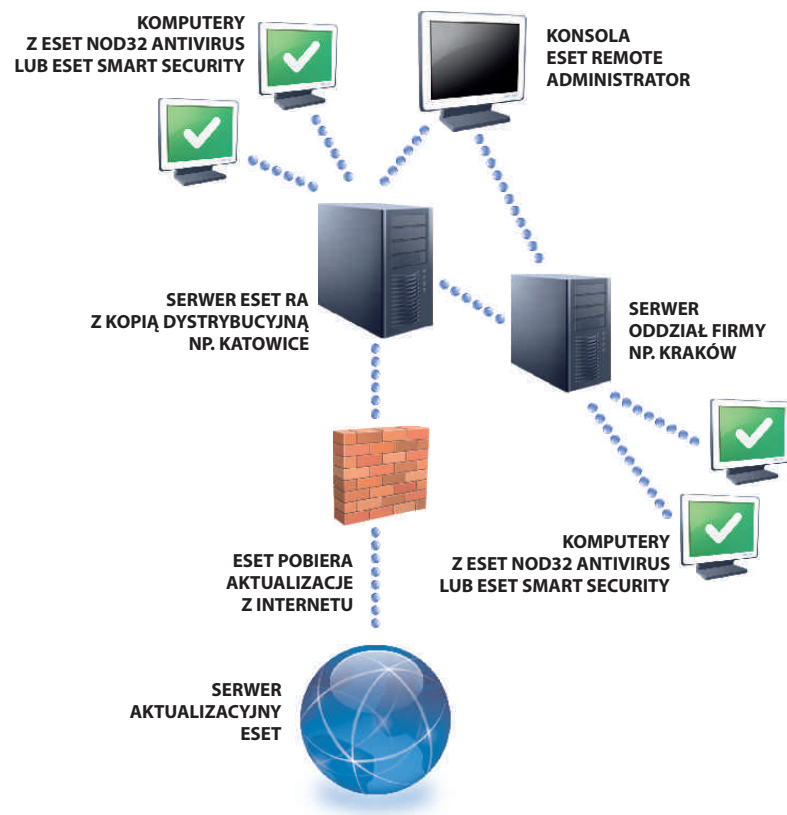 KOMPUTERY
Z ESET NOD32 ANTIVIRUS
LUB ESET SMART SECURITY
KONSOLA
ESET REMOTE
ADMINISTRATOR
SERWER ESET RA
Z KOPIĄ DYSTRYBUCYJNĄ
NP. KATOWICE
SERWER
ODDZIAŁ FIRMY
NP. KRAKÓW
KOMPUTERY
Z ESET NOD32 ANTIVIRUS
LUB ESET SMART SECURITY
ESET POBIERA
AKTUALIZACJE
Z INTERNETU
SERWER
AKTUALIZACYJNY
ESET